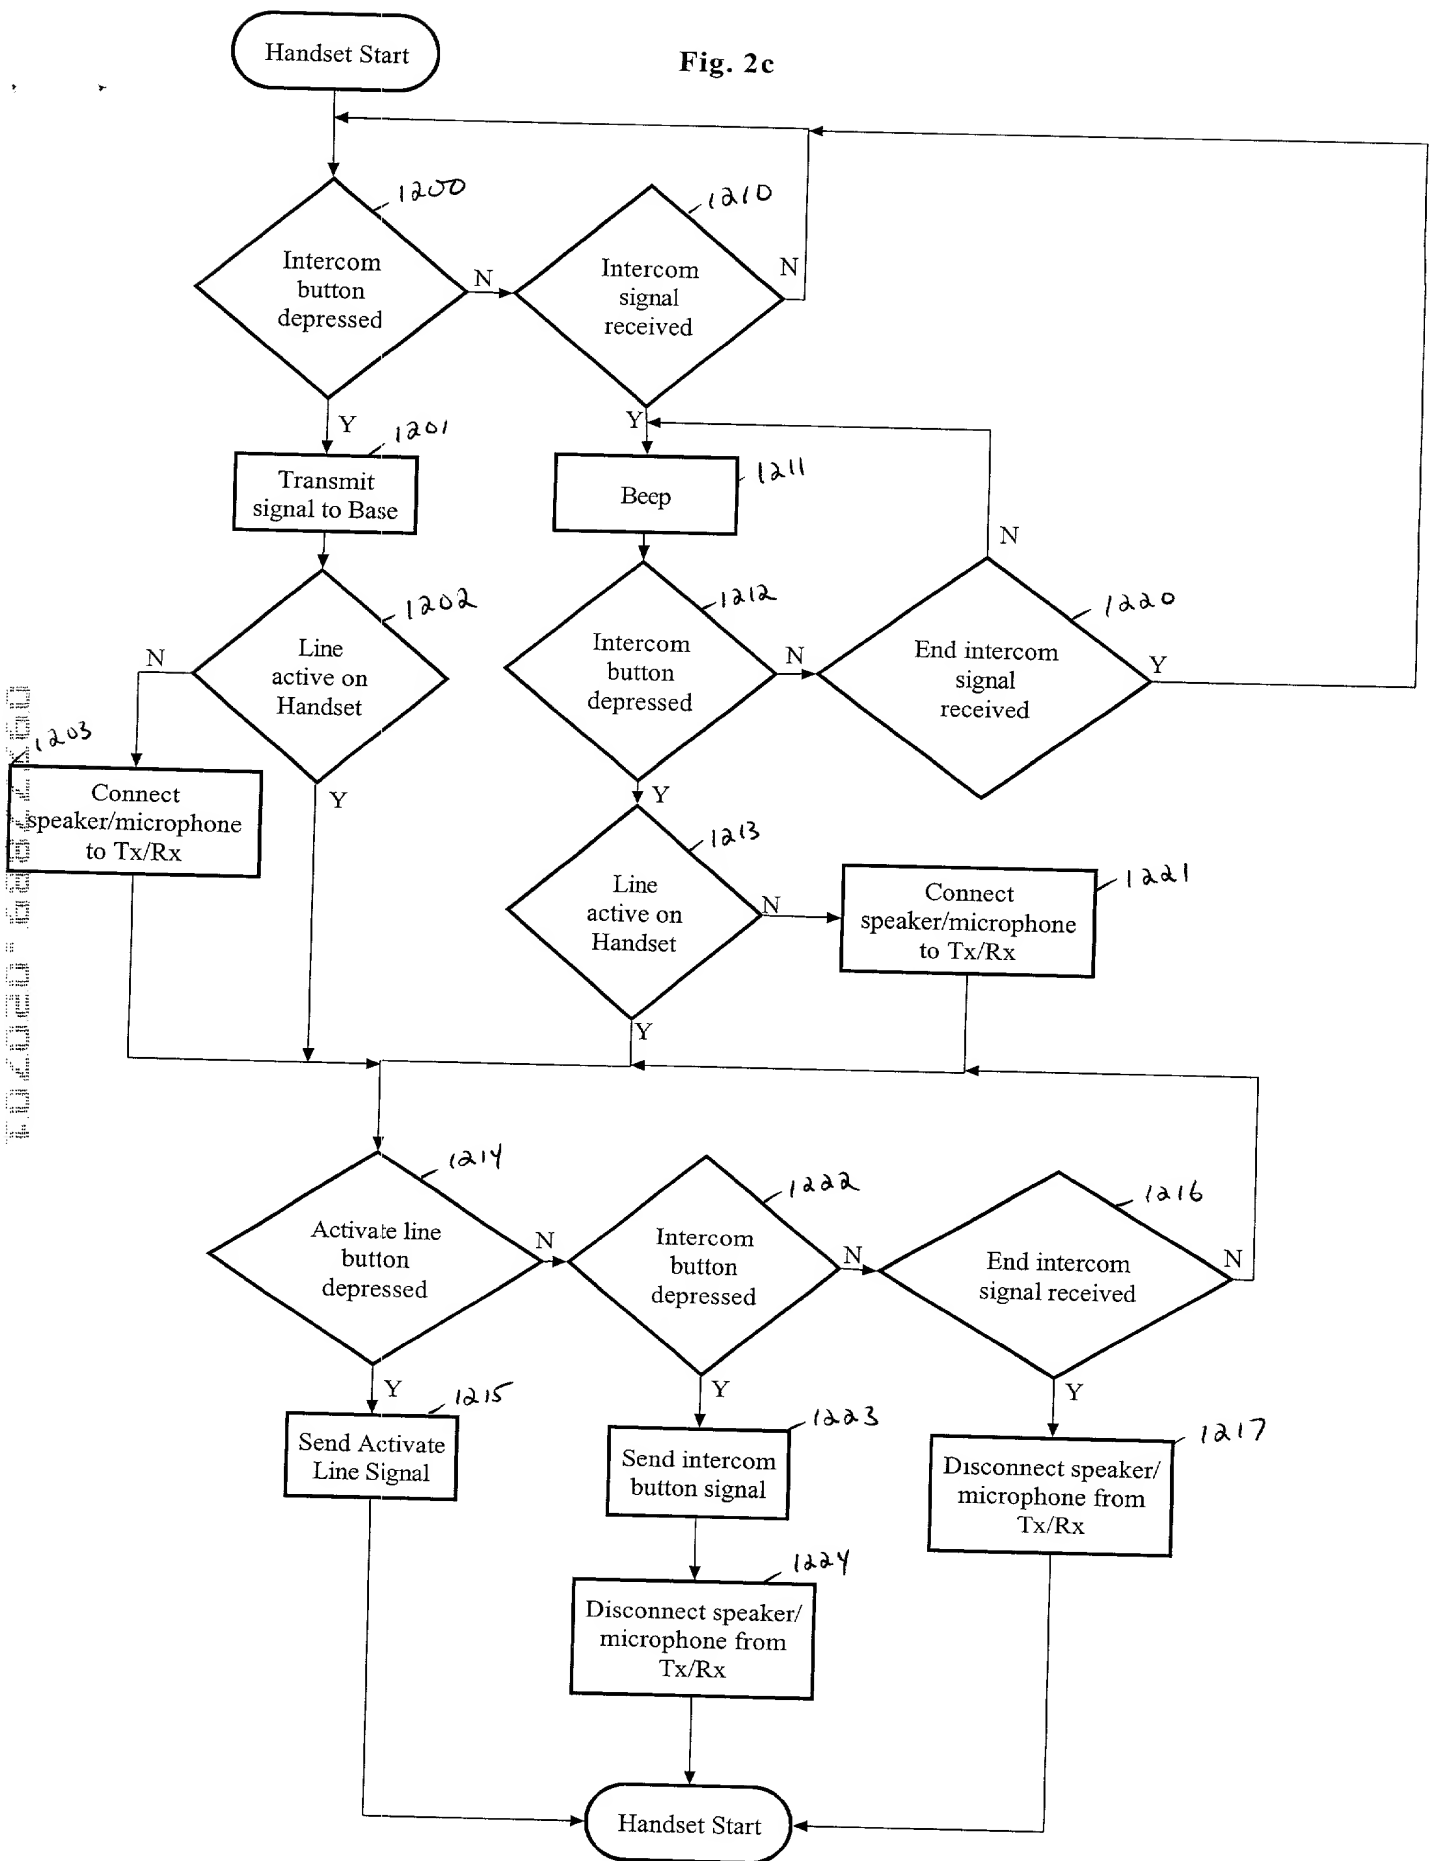 Handset Start
Fig. 2c
1200
Intercom
button
depressed
N
1210
Intercom
signal
received
N
Y
1201
Transmit
signal to Base
Y
1211
Beep
N
1202
Line
active on
Handset
N
Y
1212
Intercom
button
depressed
N
1220
End intercom
signal
received
Y
1203
Connect
speaker/microphone
to Tx/Rx
Y
1213
Line
active on
Handset
N
Y
1221
Connect
speaker/microphone
to Tx/Rx
1214
Activate line
button
depressed
N
1222
Intercom
button
depressed
N
1216
End intercom
signal received
N
Y
1215
Send Activate
Line Signal
Y
1223
Send intercom
button signal
Y
1217
Disconnect speaker/
microphone from
Tx/Rx
1224
Disconnect speaker/
microphone from
Tx/Rx
Handset Start